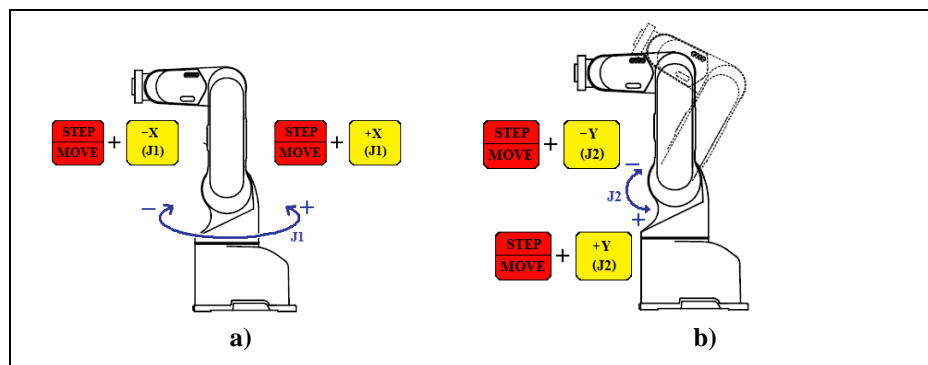 STEP
MOVE
+
−X
(J1)
STEP
MOVE
+
+X
(J1)
−
+
J1
a)
STEP
MOVE
+
−Y
(J2)
−
J2
+
STEP
MOVE
+
+Y
(J2)
b)